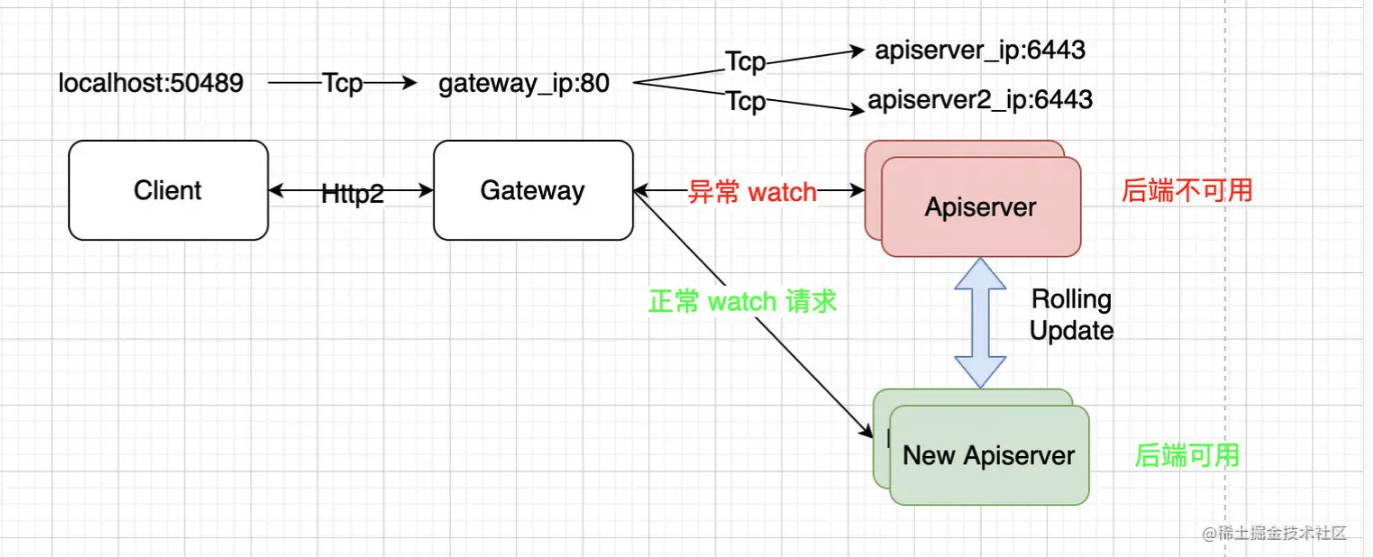 localhost:50489
Tcp
gateway_ip:80
Tcp
apiserver_ip:6443
Tcp
apiserver2_ip:6443
Client
Http2
Gateway
异常 watch
Apiserver
后端不可用
正常 watch 请求
Rolling
Update
New Apiserver
后端可用
@稀土掘金技术社区